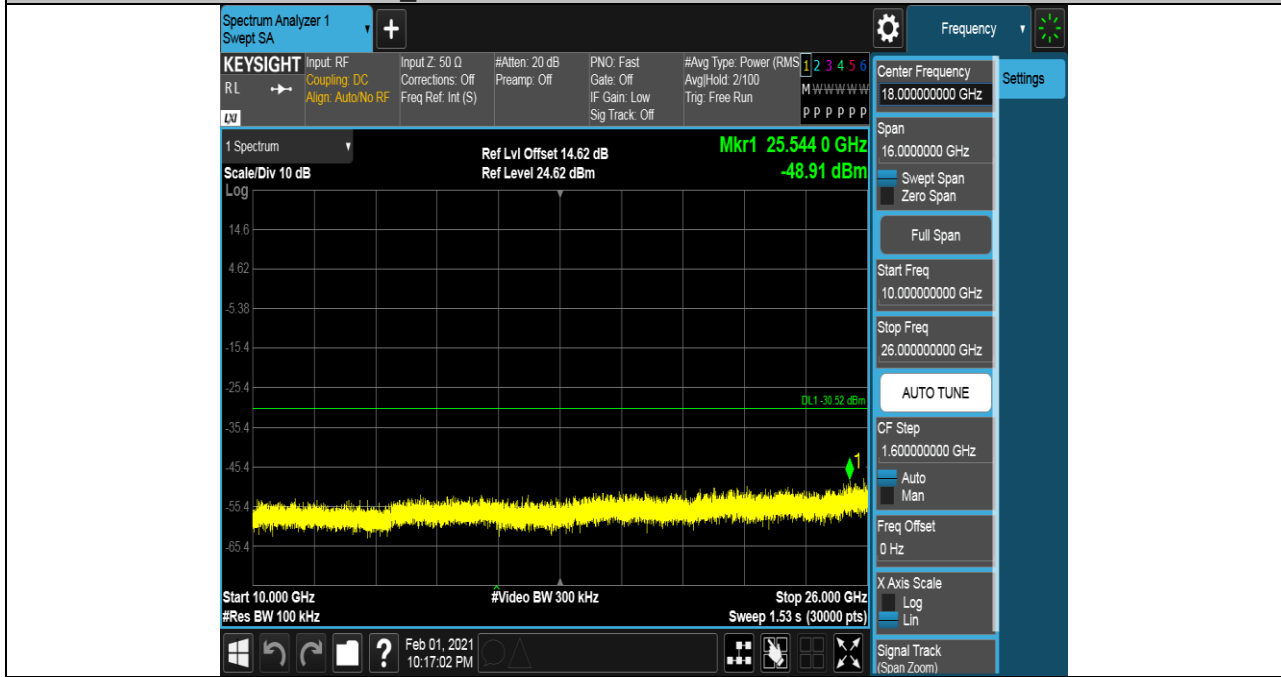 Spectrum Analyzer 1
Swept SA
Frequency
KEYSIGHT
RL
LXI
Input: RF
Coupling: DC
Align: Auto/No RF
Input Z: 50 Ω
Corrections: Off
Freq Ref: Int (S)
#Atten: 20 dB
Preamp: Off
PNO: Fast
Gate: Off
IF Gain: Low
Sig Track: Off
#Avg Type: Power (RMS
Avg|Hold: 2/100
Trig: Free Run
1 2 3 4 5 6
M W W W W W
P P P P P P
Center Frequency
18.000000000 GHz
Settings
Span
16.0000000 GHz
Swept Span
Zero Span
Full Span
Start Freq
10.000000000 GHz
Stop Freq
26.000000000 GHz
AUTO TUNE
CF Step
1.600000000 GHz
Auto
Man
Freq Offset
0 Hz
X Axis Scale
Log
Lin
Signal Track
(Span Zoom)
1 Spectrum
Scale/Div 10 dB
Log
Ref Lvl Offset 14.62 dB
Ref Level 24.62 dBm
Mkr1 25.544 0 GHz
-48.91 dBm
14.6
4.62
-5.38
-15.4
-25.4
DL1 -30.52 dBm
-35.4
-45.4
1
-55.4
-65.4
Start 10.000 GHz
#Video BW 300 kHz
Stop 26.000 GHz
#Res BW 100 kHz
Sweep 1.53 s (30000 pts)
?
Feb 01, 2021
10:17:02 PM